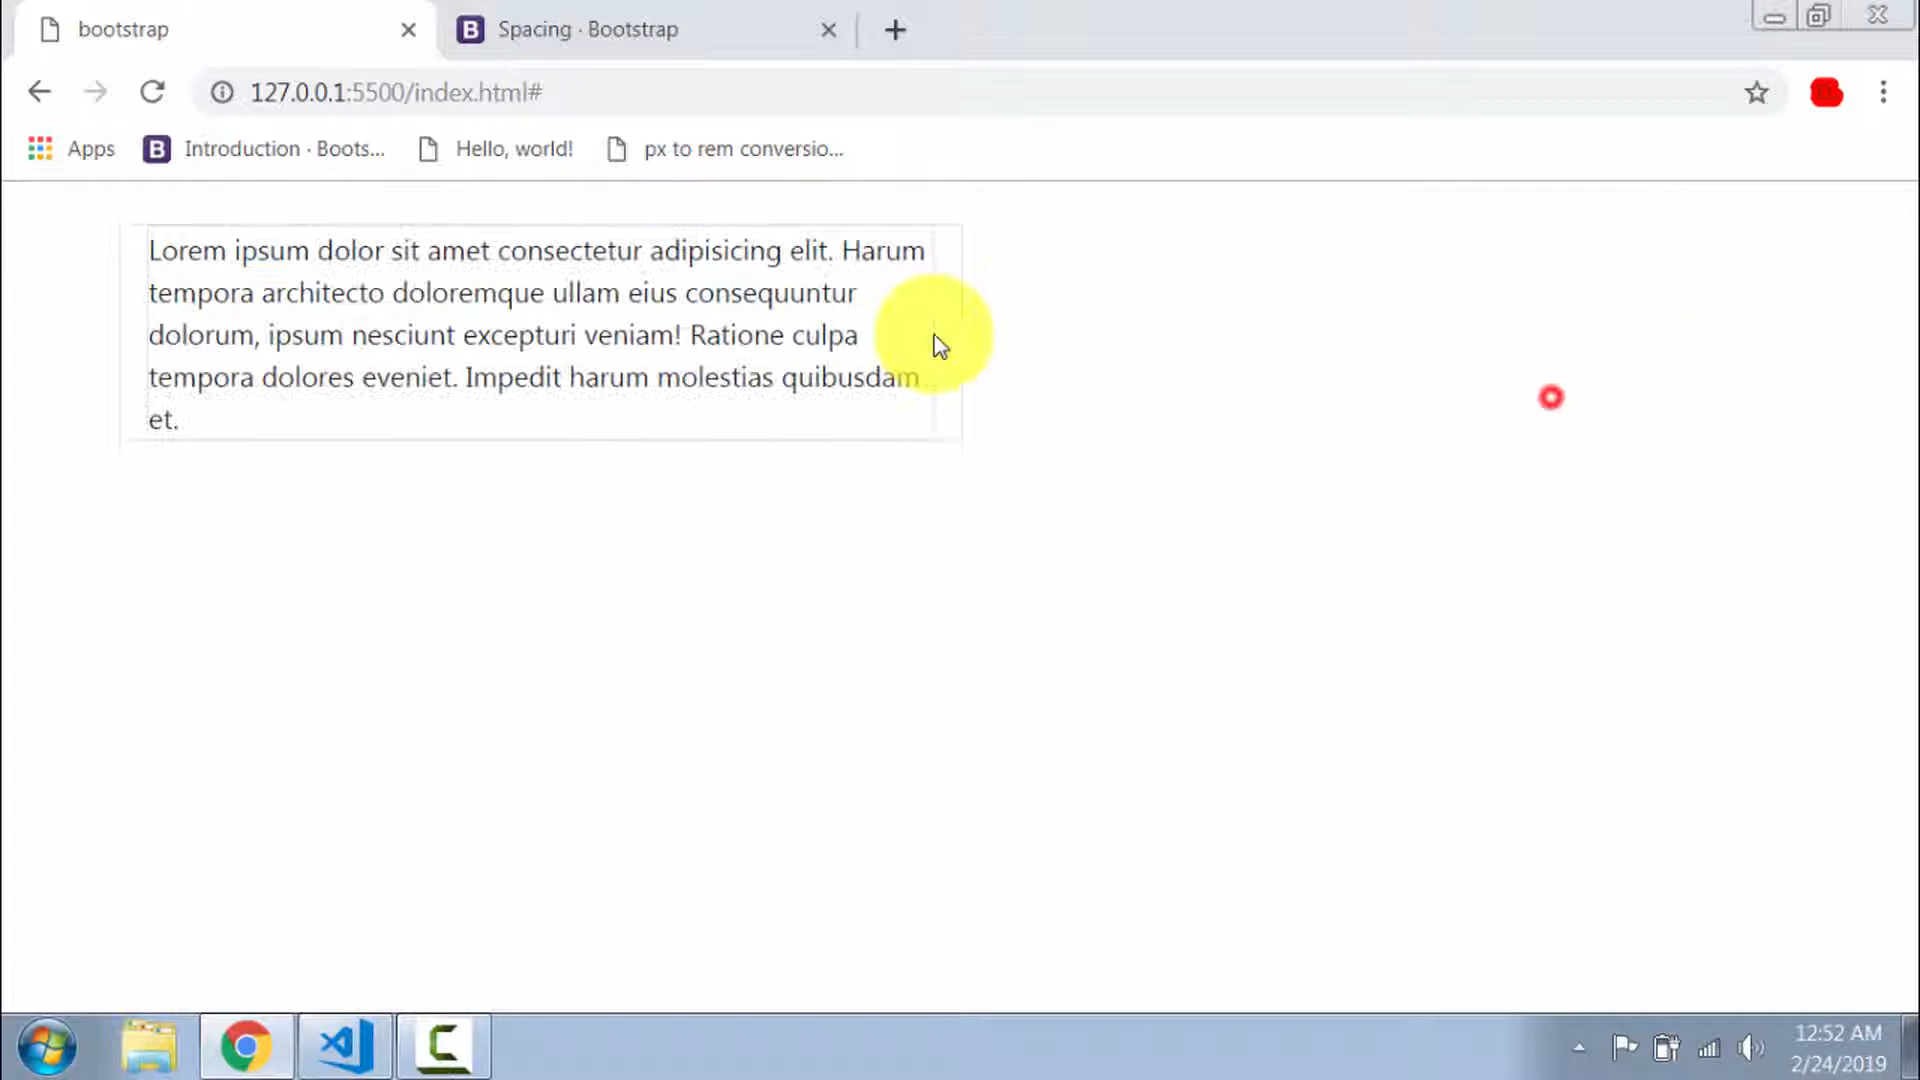 bootstrap
B Spacing · Bootstrap
127.0.0.1:5500/index.html#
Apps
B Introduction · Boots...
Hello, world!
px to rem conversio...
Lorem ipsum dolor sit amet consectetur adipisicing elit. Harum
tempora architecto doloremque ullam eius consequuntur
dolorum, ipsum nesciunt excepturi veniam! Ratione culpa
tempora dolores eveniet. Impedit harum molestias quibusdam
et.
12:52 AM
2/24/2019